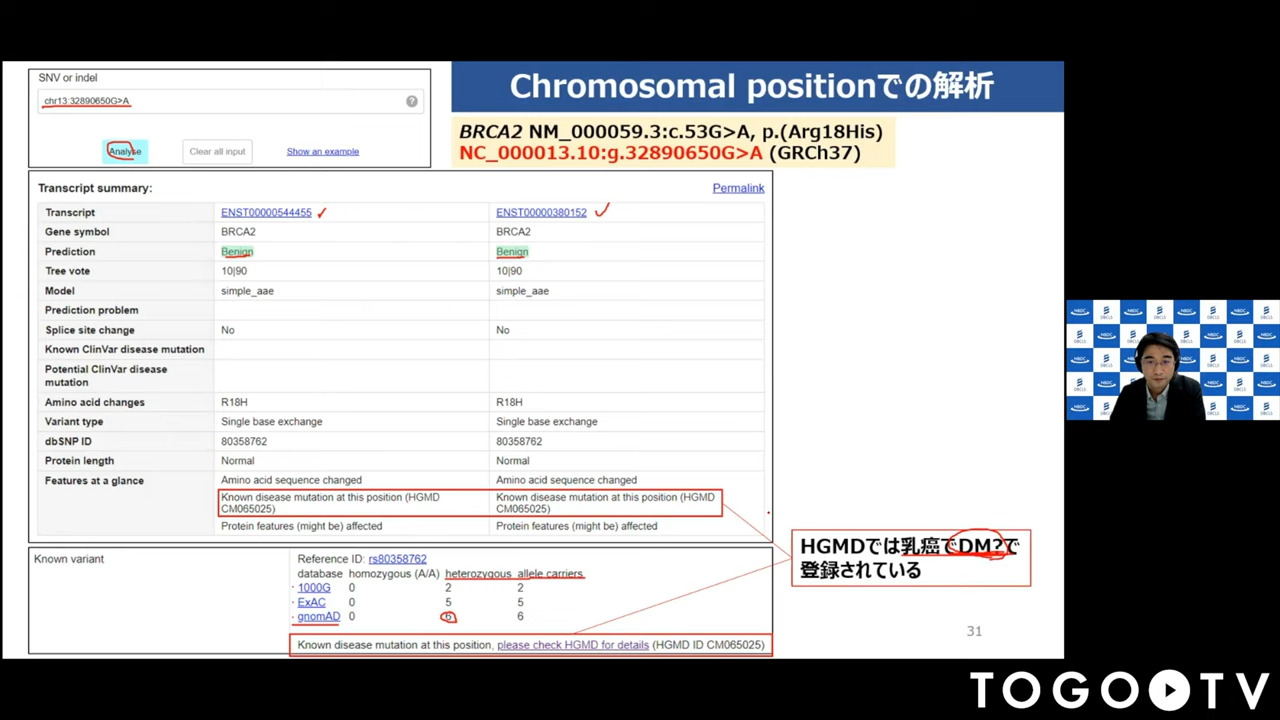 SNV or indel
chr13:32890650G>A
?
Analyse
Clear all input
Show an example
Chromosomal positionでの解析
BRCA2 NM_000059.3:c.53G>A, p.(Arg18His)
NC_000013.10:g.32890650G>A (GRCh37)
Transcript summary:
Permalink
Transcript ENST00000544455 ENST00000380152
Gene symbol BRCA2 BRCA2
Prediction Benign Benign
Tree vote 10|90 10|90
Model simple_aae simple_aae
Prediction problem
Splice site change No No
Known ClinVar disease mutation
Potential ClinVar disease
mutation
Amino acid changes R18H R18H
Variant type Single base exchange Single base exchange
dbSNP ID 80358762 80358762
Protein length Normal Normal
Features at a glance Amino acid sequence changed Amino acid sequence changed
Known disease mutation at this position (HGMD Known disease mutation at this position (HGMD
CM065025) CM065025)
Protein features (might be) affected Protein features (might be) affected
HGMDでは乳癌でDM?で
登録されている
Known variant
Reference ID: rs80358762
database homozygous (A/A) heterozygous allele carriers
1000G 0 2 2
ExAC 0 5 5
gnomAD 0 6 6
Known disease mutation at this position, please check HGMD for details (HGMD ID CM065025)
31
NBDC
DBCLS
TOGOTV